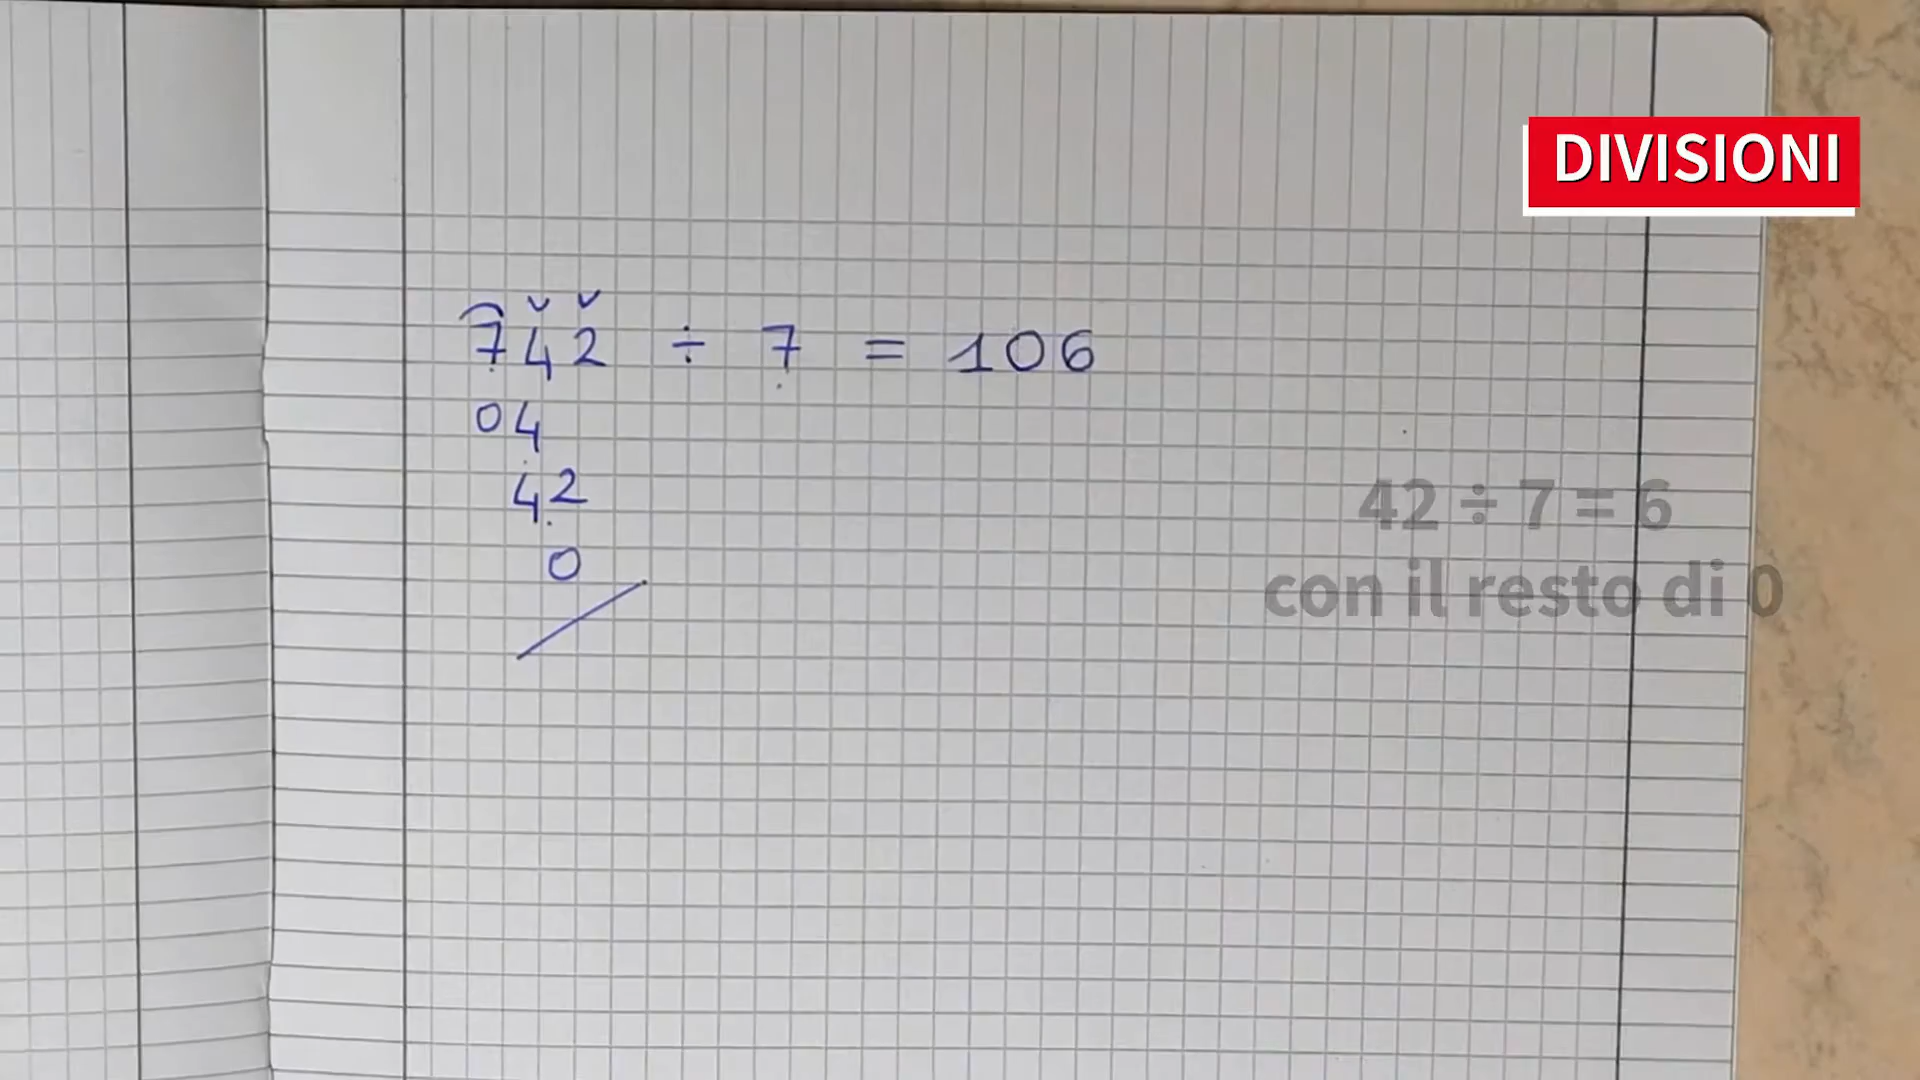 DIVISIONI
742 ÷ 7 = 106
04
42
0
42 ÷ 7 = 6
con il resto di 0